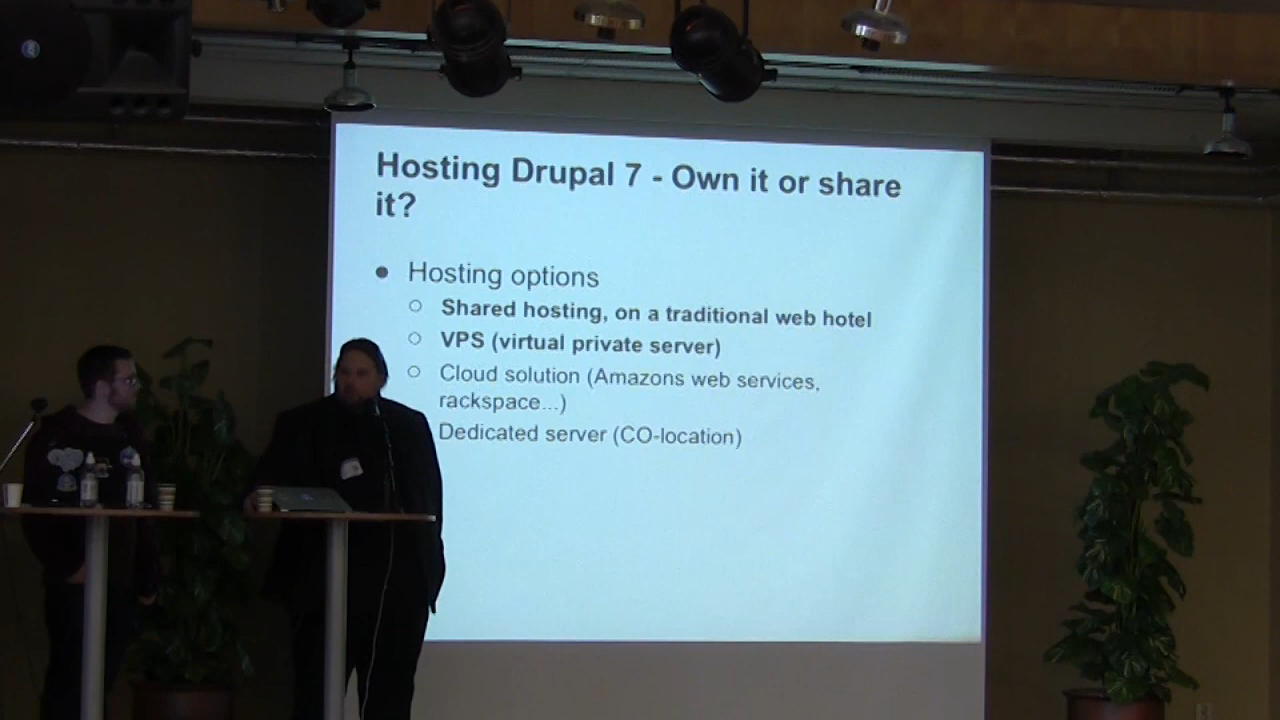 Hosting Drupal 7 - Own it or share
it?
Hosting options
Shared hosting, on a traditional web hotel
VPS (virtual private server)
Cloud solution (Amazons web services,
rackspace...)
Dedicated server (CO-location)